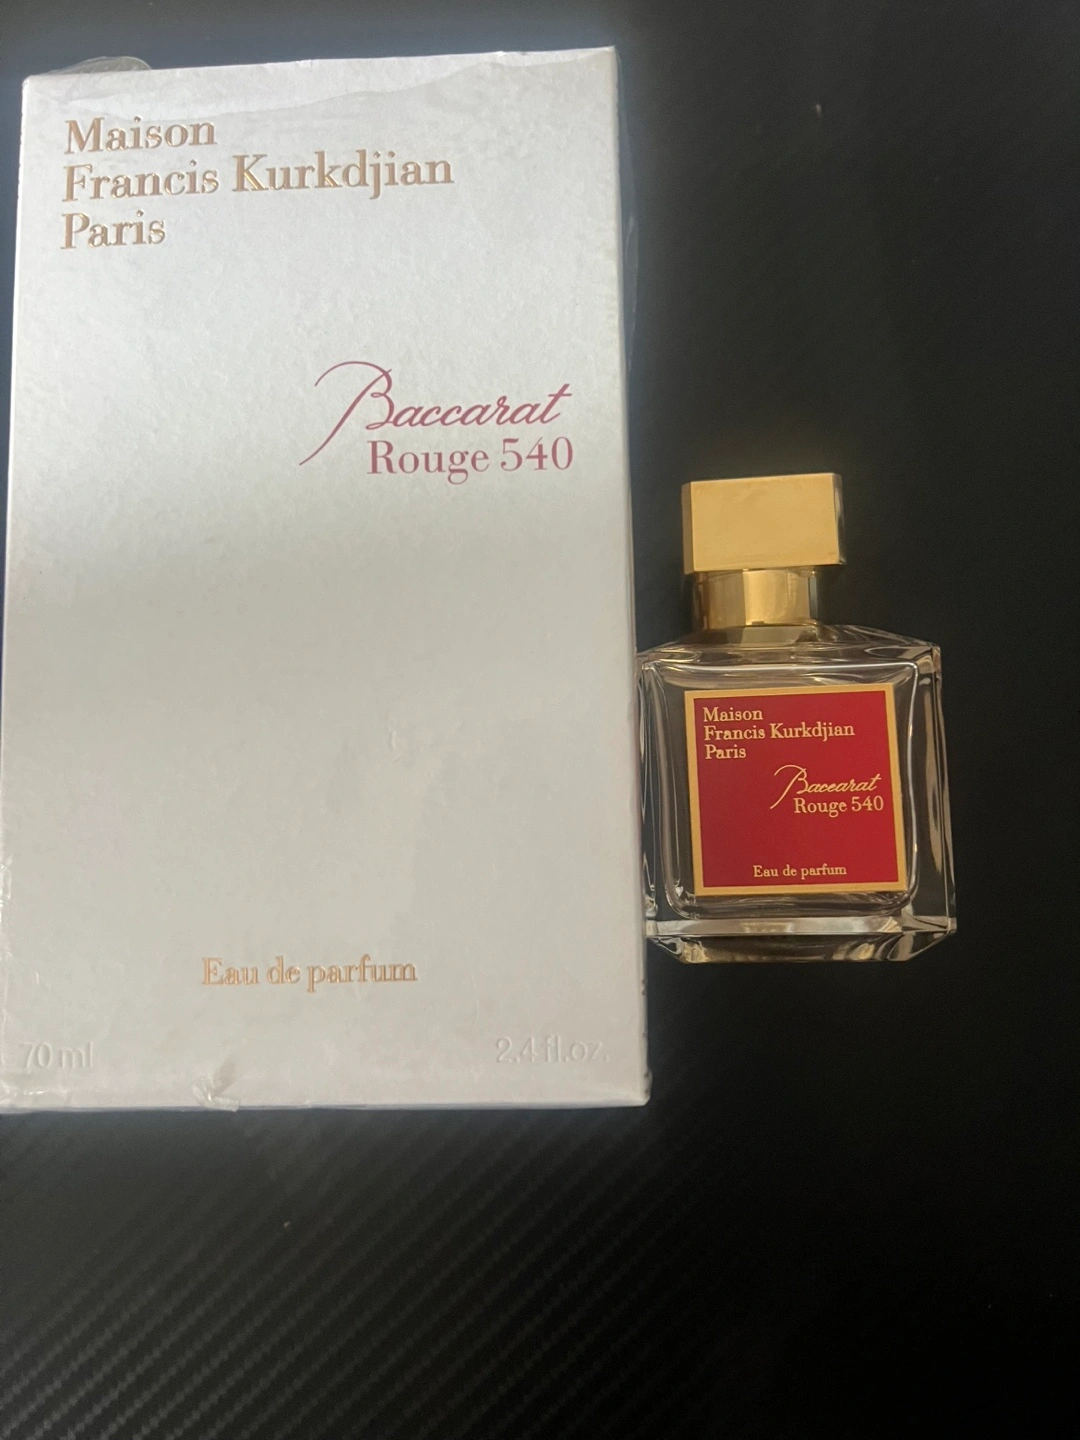 Maison
Francis Kurkdjian
Paris
Baccarat
Rouge 540
Eau de parfum
70 ml
2.4 fl.oz.
Maison
Francis Kurkdjian
Paris
Baccarat
Rouge 540
Eau de parfum